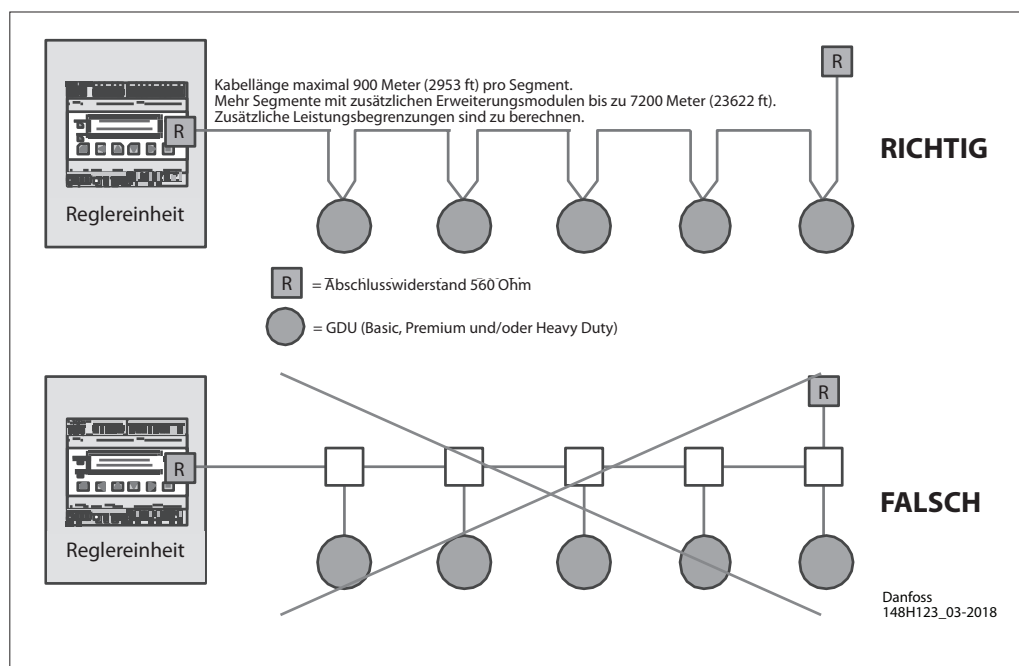 R
Kabellänge maximal 900 Meter (2953 ft) pro Segment.
Mehr Segmente mit zusätzlichen Erweiterungsmodulen bis zu 7200 Meter (23622 ft).
Zusätzliche Leistungsbegrenzungen sind zu berechnen.
R
RICHTIG
Reglereinheit
R = Abschlusswiderstand 560 Ohm
= GDU (Basic, Premium und/oder Heavy Duty)
R
R
FALSCH
Reglereinheit
Danfoss
148H123_03-2018